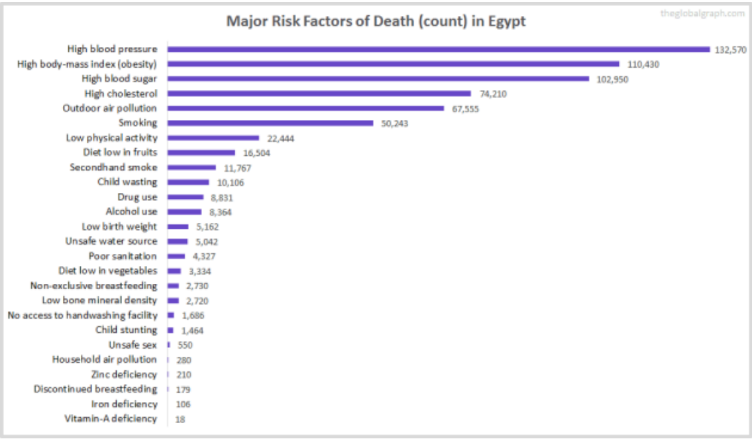 Major Risk Factors of Death (count) in Egypt
theglobalgraph.com
High blood pressure 132,570
High body-mass index (obesity) 110,430
High blood sugar 102,950
High cholesterol 74,210
Outdoor air pollution 67,555
Smoking 50,243
Low physical activity 22,444
Diet low in fruits 16,504
Secondhand smoke 11,767
Child wasting 10,106
Drug use 8,831
Alcohol use 8,364
Low birth weight 5,162
Unsafe water source 5,042
Poor sanitation 4,327
Diet low in vegetables 3,334
Non-exclusive breastfeeding 2,730
Low bone mineral density 2,720
No access to handwashing facility 1,686
Child stunting 1,464
Unsafe sex 550
Household air pollution 280
Zinc deficiency 210
Discontinued breastfeeding 179
Iron deficiency 106
Vitamin-A deficiency 18